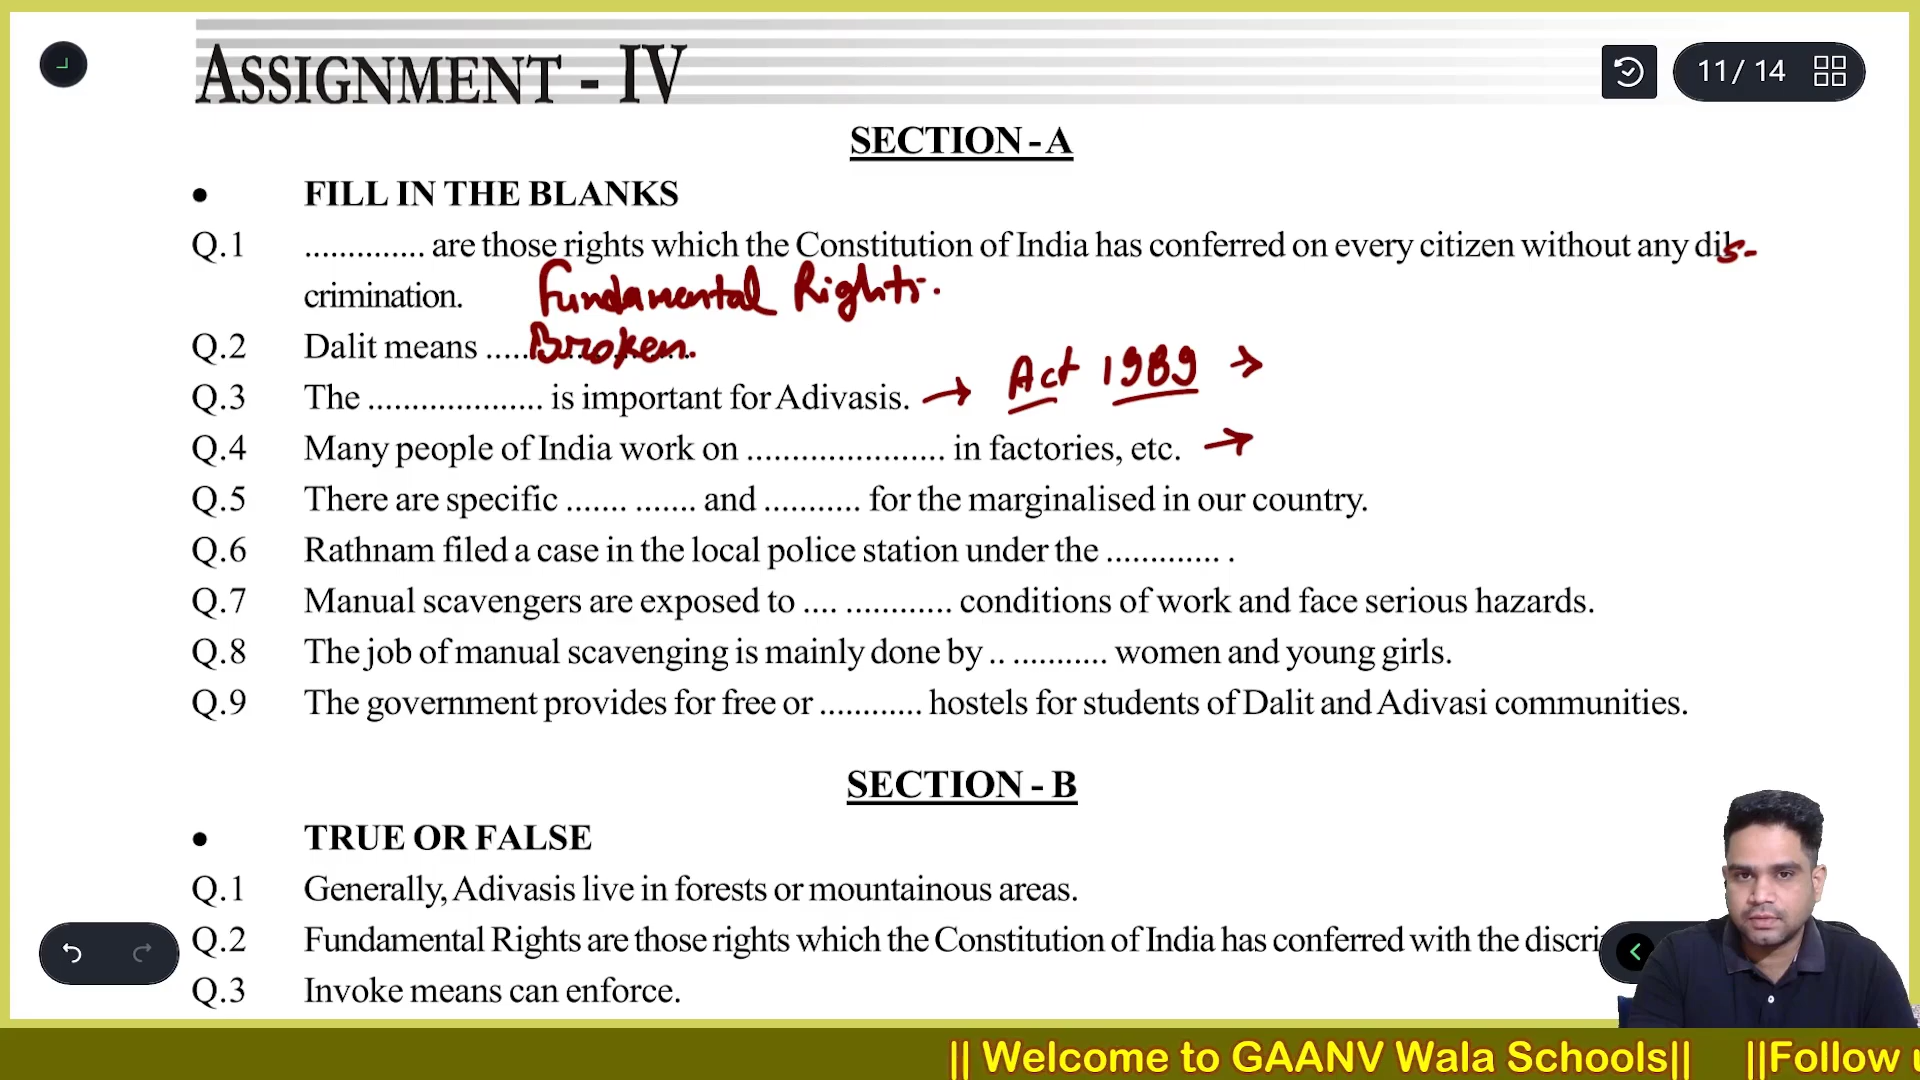 ASSIGNMENT - IV
11/ 14
SECTION - A
• FILL IN THE BLANKS
Q.1 .............. are those rights which the Constitution of India has conferred on every citizen without any dis-
crimination. Fundamental Rights.
Q.2 Dalit means ..... Broken.
Q.3 The .................... is important for Adivasis. → Act 1989 →
Q.4 Many people of India work on ...................... in factories, etc. →
Q.5 There are specific ....... ....... and ........... for the marginalised in our country.
Q.6 Rathnam filed a case in the local police station under the ............. .
Q.7 Manual scavengers are exposed to .... ............ conditions of work and face serious hazards.
Q.8 The job of manual scavenging is mainly done by .. ........... women and young girls.
Q.9 The government provides for free or ............ hostels for students of Dalit and Adivasi communities.
SECTION - B
• TRUE OR FALSE
Q.1 Generally, Adivasis live in forests or mountainous areas.
Q.2 Fundamental Rights are those rights which the Constitution of India has conferred with the discri
Q.3 Invoke means can enforce.
|| Welcome to GAANV Wala Schools|| ||Follow u